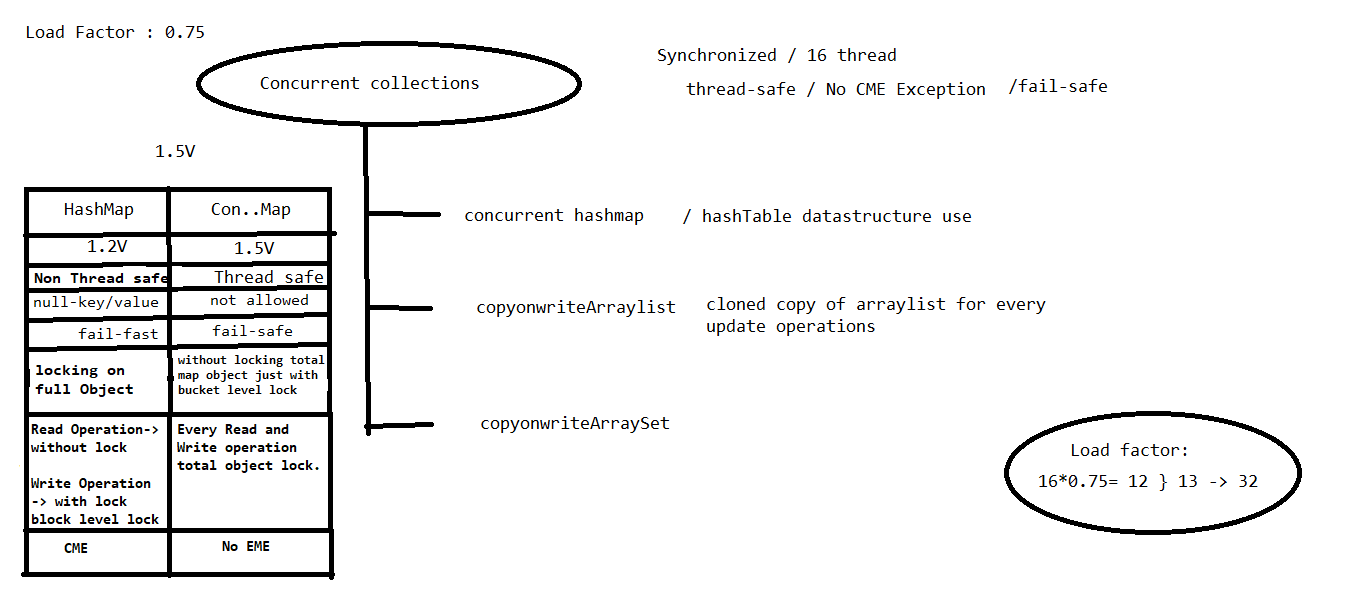 Load Factor : 0.75
Concurrent collections
Synchronized / 16 thread
thread-safe / No CME Exception /fail-safe
1.5V
HashMap
Con..Map
1.2V
1.5V
Non Thread safe
Thread safe
null-key/value
not allowed
fail-fast
fail-safe
locking on
full Object
without locking total
map object just with
bucket level lock
Read Operation->
without lock
Write Operation
-> with lock
block level lock
Every Read and
Write operation
total object lock.
CME
No EME
concurrent hashmap / hashTable datastructure use
copyonwriteArraylist
cloned copy of arraylist for every
update operations
copyonwriteArraySet
Load factor:
16*0.75= 12 } 13 -> 32